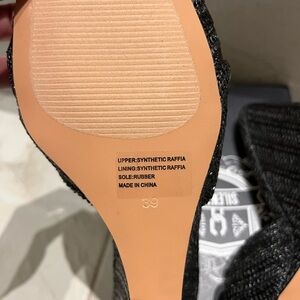 UPPER:SYNTHETIC RAFFIA
LINING:SYNTHETIC RAFFIA
SOLE:RUBBER
MADE IN CHINA
39